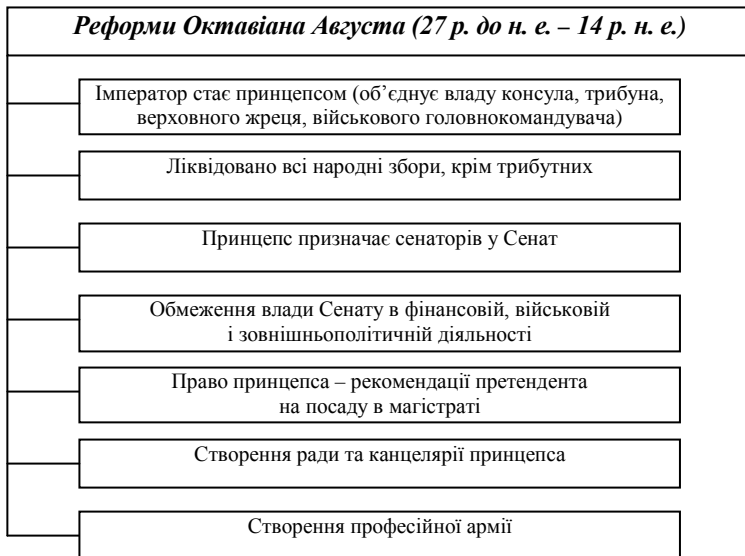 Реформи Октавіана Августа (27 р. до н. е. – 14 р. н. е.)
Імператор стає принцепсом (об’єднує владу консула, трибуна,
верховного жреця, військового головнокомандувача)
Ліквідовано всі народні збори, крім трибутних
Принцепс призначає сенаторів у Сенат
Обмеження влади Сенату в фінансовій, військовій
і зовнішньополітичній діяльності
Право принцепса – рекомендації претендента
на посаду в магістраті
Створення ради та канцелярії принцепса
Створення професійної армії